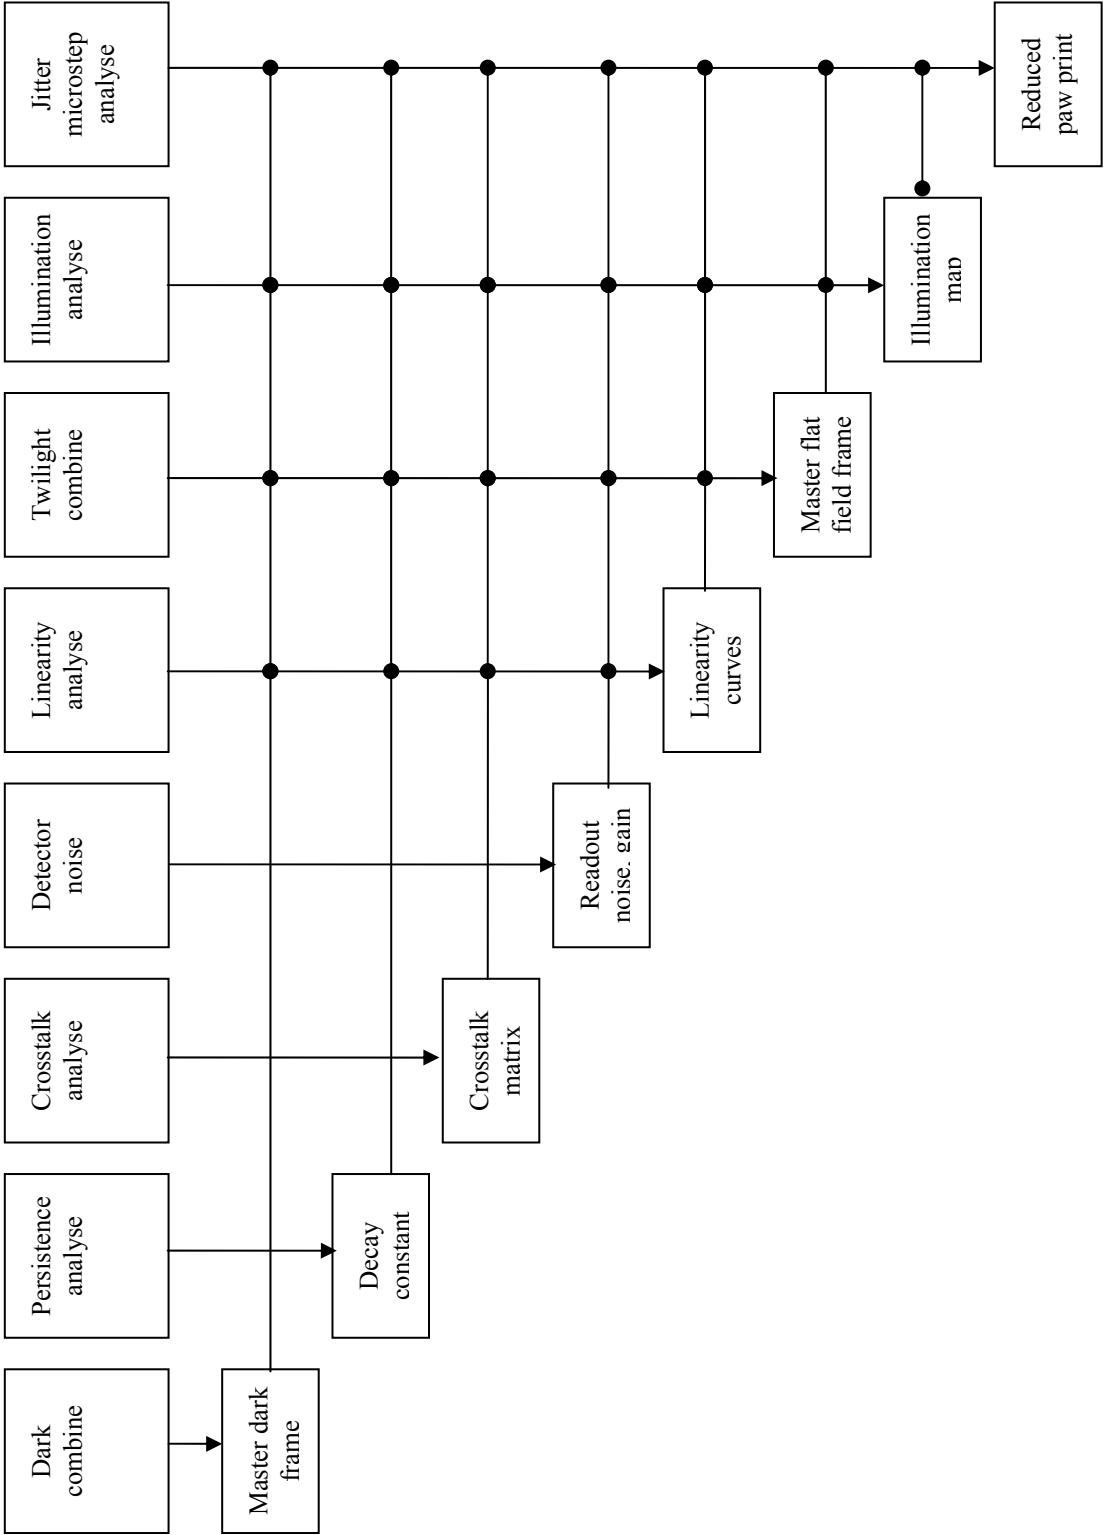 Dark
combine
Persistence
analyse
Crosstalk
analyse
Detector
noise
Linearity
analyse
Twilight
combine
Illumination
analyse
Jitter
microstep
analyse
Master dark
frame
Decay
constant
Crosstalk
matrix
Readout
noise, gain
Linearity
curves
Master flat
field frame
Illumination
map
Reduced
paw print